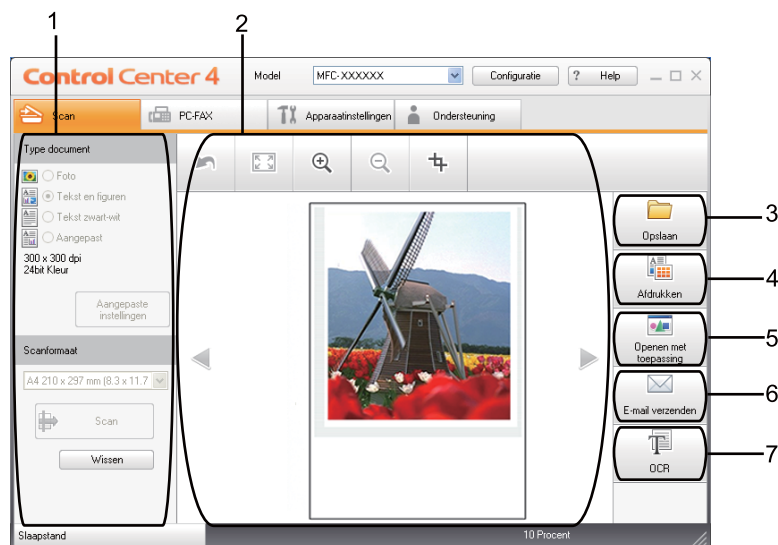 1 2
Control Center 4 Model MFC-XXXXXX Configuratie ? Help
Scan PC-FAX Apparaatinstellingen Ondersteuning
Type document
Foto
Tekst en figuren
Tekst zwart-wit
Aangepast
300 x 300 dpi
24bit Kleur
Aangepaste
instellingen
Scanformaat
A4 210 x 297 mm (8.3 x 11.7
Scan
Wissen
Opslaan
3
Afdrukken
4
Openen met
toepassing
5
E-mail verzenden
6
OCR
7
Slaapstand 10 Procent